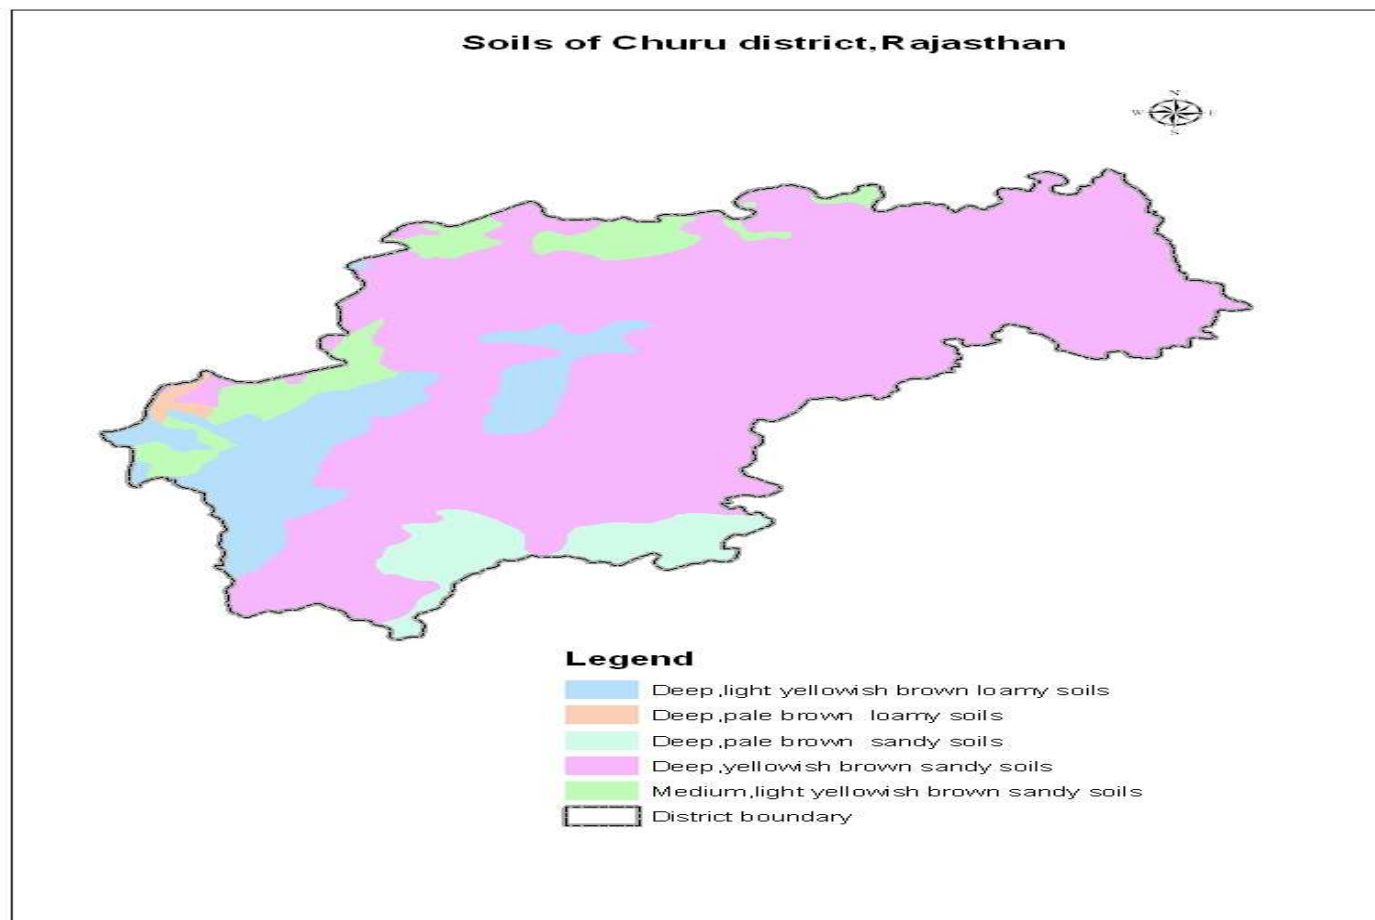 Soils of Churu district,Rajasthan
N
W E
S
Legend
Deep,light yellowish brown loamy soils
Deep,pale brown loamy soils
Deep,pale brown sandy soils
Deep,yellowish brown sandy soils
Medium,light yellowish brown sandy soils
District boundary